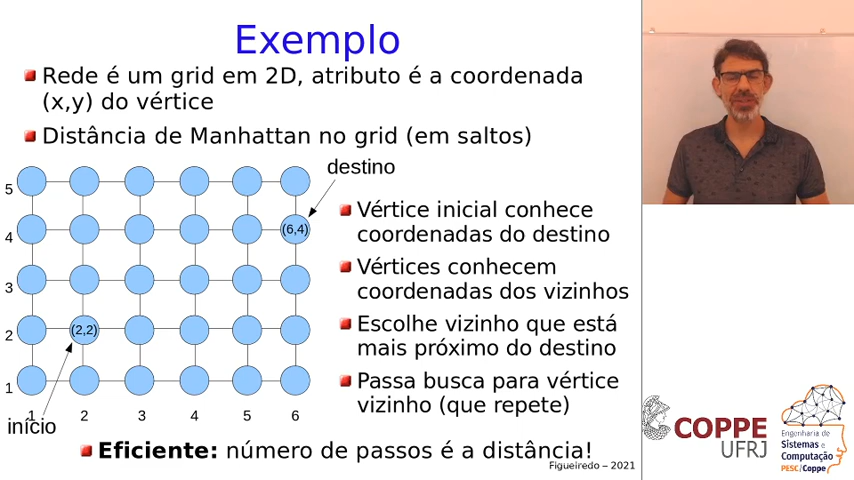 Exemplo
Rede é um grid em 2D, atributo é a coordenada
(x,y) do vértice
Distância de Manhattan no grid (em saltos)
destino
5
4
3
2
1
(6,4)
(2,2)
1 2 3 4 5 6
início
Vértice inicial conhece
coordenadas do destino
Vértices conhecem
coordenadas dos vizinhos
Escolhe vizinho que está
mais próximo do destino
Passa busca para vértice
vizinho (que repete)
Eficiente: número de passos é a distância!
Figueiredo – 2021
COPPE
UFRJ
Engenharia de
Sistemas e
Computação
PESC/Coppe